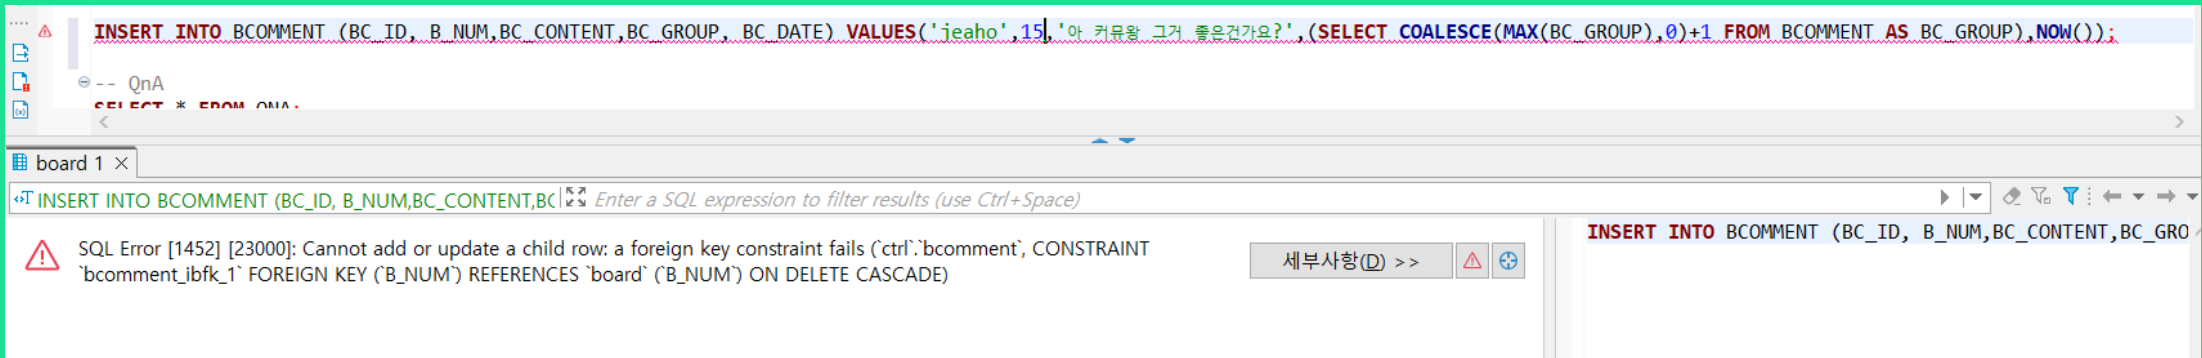 INSERT INTO BCOMMENT (BC_ID, B_NUM,BC_CONTENT,BC_GROUP, BC_DATE) VALUES('jeaho',15,'아 커뮤왕 그거 좋은건가요?',(SELECT COALESCE(MAX(BC_GROUP),0)+1 FROM BCOMMENT AS BC_GROUP),NOW());
-- QnA
SELECT * FROM QNA;
board 1
INSERT INTO BCOMMENT (BC_ID, B_NUM,BC_CONTENT,BC
Enter a SQL expression to filter results (use Ctrl+Space)
SQL Error [1452] [23000]: Cannot add or update a child row: a foreign key constraint fails (`ctrl`.`bcomment`, CONSTRAINT
`bcomment_ibfk_1` FOREIGN KEY (`B_NUM`) REFERENCES `board` (`B_NUM`) ON DELETE CASCADE)
세부사항(D) >>
INSERT INTO BCOMMENT (BC_ID, B_NUM,BC_CONTENT,BC_GRO